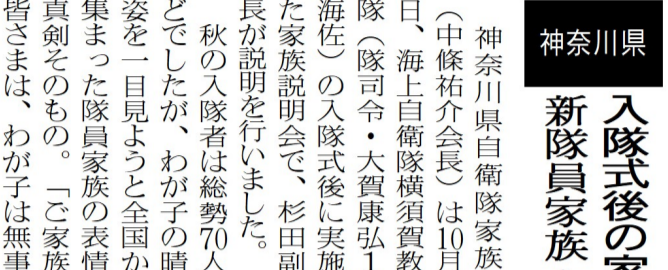 神奈川県
入隊式後の家
新隊員家族
神奈川県自衛隊家族
（中條祐介会長）は10月
日、海上自衛隊横須賀教
隊（隊司令・大賀康弘1
海佐）の入隊式後に実施
た家族説明会で、杉田副
長が説明を行いました。
秋の入隊者は総勢70人
どでしたが、わが子の晴
姿を一目見ようと全国か
集まった隊員家族の表情
真剣そのもの。「ご家族
皆さまは、わが子は無事